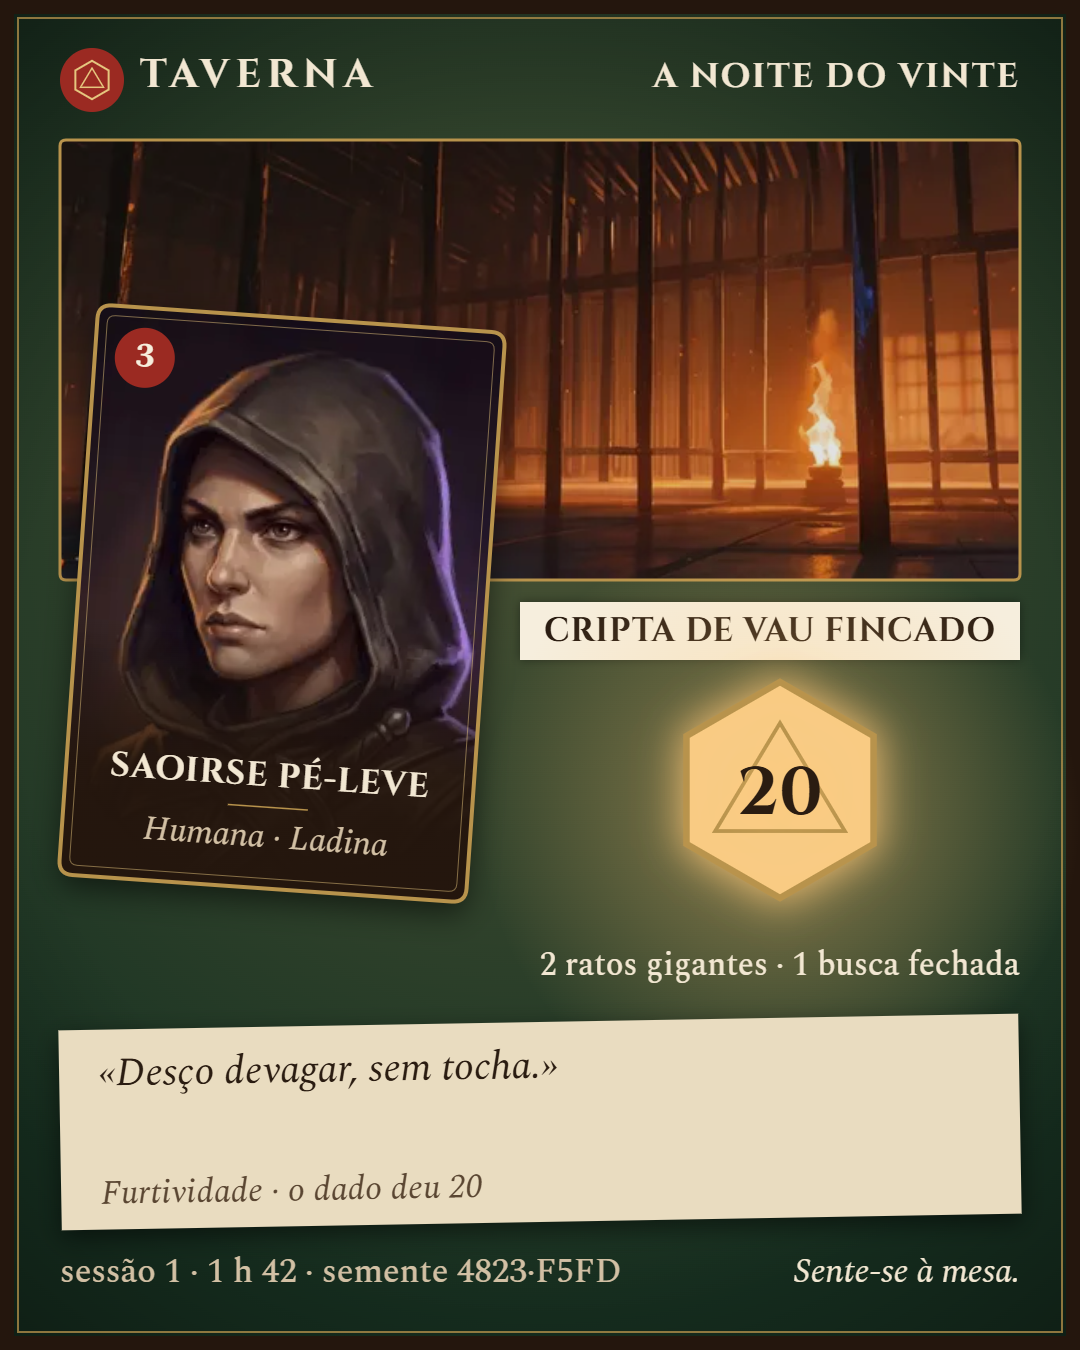 TAVERNA
A NOITE DO VINTE
3
SAOIRSE PÉ-LEVE
Humana · Ladina
CRIPTA DE VAU FINCADO
20
2 ratos gigantes · 1 busca fechada
«Desço devagar, sem tocha.»
Furtividade · o dado deu 20
sessão 1 · 1 h 42 · semente 4823·F5FD
Sente-se à mesa.